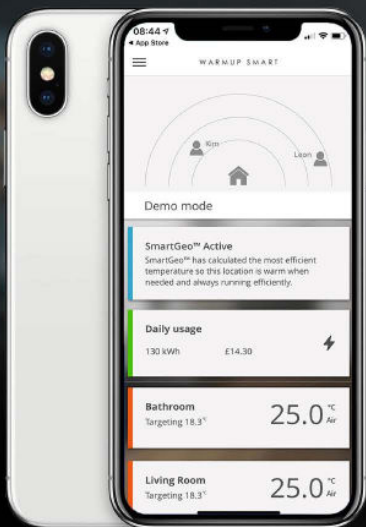 08:44
◀ App Store
WARMUP SMART
Kim
Leon
Demo mode
SmartGeo™ Active
SmartGeo™ has calculated the most efficient
temperature so this location is warm when
needed and always running efficiently.
Daily usage
130 kWh £14.30
Bathroom
Targeting 18.3°
25.0 °C
Air
Living Room
Targeting 18.3°
25.0 °C
Air